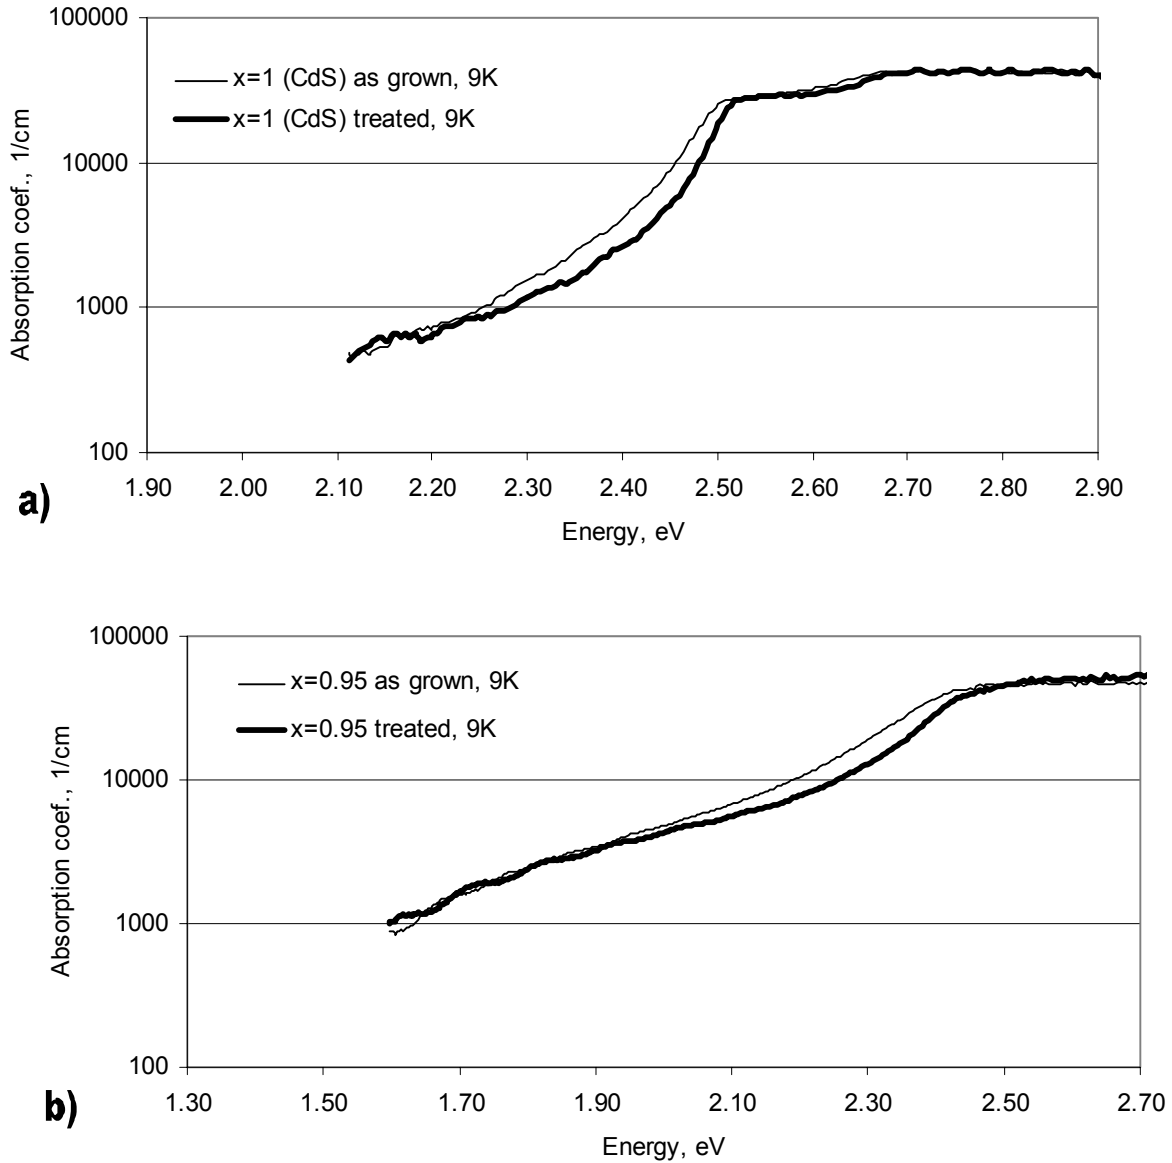 100000
x=1 (CdS) as grown, 9K
x=1 (CdS) treated, 9K
10000
1000
100
Absorption coef., 1/cm
1.90 2.00 2.10 2.20 2.30 2.40 2.50 2.60 2.70 2.80 2.90
a)
Energy, eV
100000
x=0.95 as grown, 9K
x=0.95 treated, 9K
10000
1000
100
Absorption coef., 1/cm
1.30 1.50 1.70 1.90 2.10 2.30 2.50 2.70
b)
Energy, eV